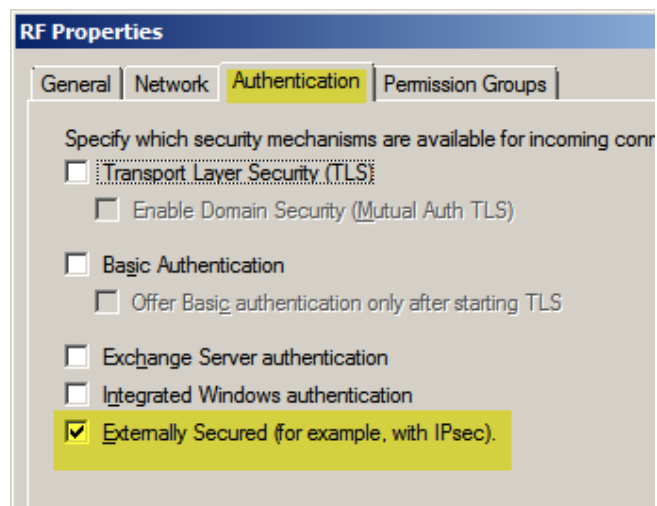 RF Properties
General
Network
Authentication
Permission Groups
Specify which security mechanisms are available for incoming conn
Transport Layer Security (TLS)
Enable Domain Security (Mutual Auth TLS)
Basic Authentication
Offer Basic authentication only after starting TLS
Exchange Server authentication
Integrated Windows authentication
Externally Secured (for example, with IPsec).